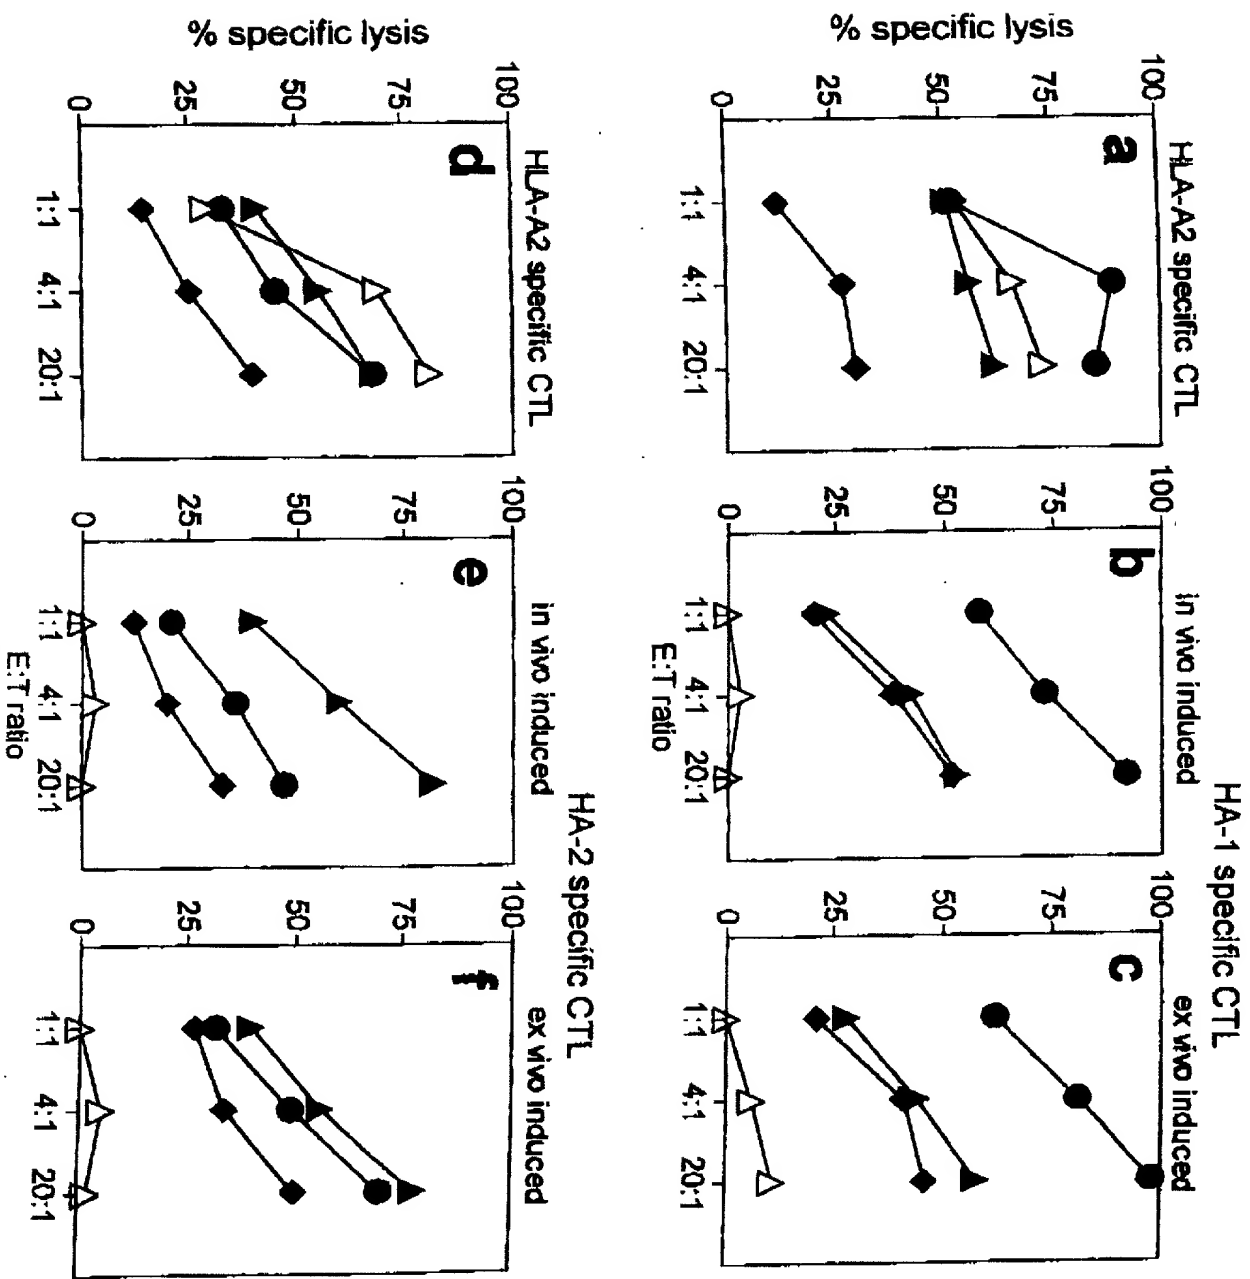 HA-1 specific CTL
HLA-A2 specific CTL
in vivo induced
ex vivo induced
% specific lysis
100
75
50
25
0
a
1:1
4:1
20:1
100
75
50
25
0
b
1:1
4:1
20:1
E:T ratio
100
75
50
25
0
c
1:1
4:1
20:1
HA-2 specific CTL
HLA-A2 specific CTL
in vivo induced
ex vivo induced
% specific lysis
100
75
50
25
0
d
1:1
4:1
20:1
100
75
50
25
0
e
1:1
4:1
20:1
E:T ratio
100
75
50
25
0
f
1:1
4:1
20:1